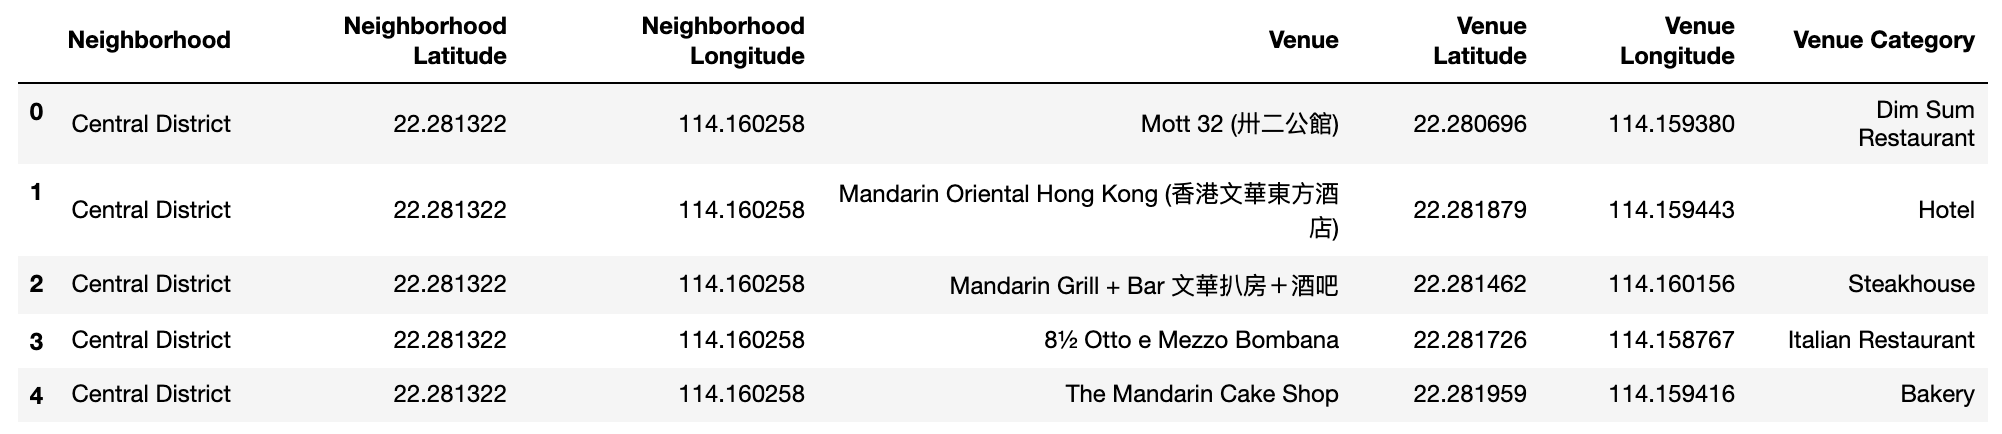 Neighborhood Neighborhood Latitude Neighborhood Longitude Venue Venue Latitude Venue Longitude Venue Category
0 Central District 22.281322 114.160258 Mott 32 (卅二公館) 22.280696 114.159380 Dim Sum Restaurant
1 Central District 22.281322 114.160258 Mandarin Oriental Hong Kong (香港文華東方酒店) 22.281879 114.159443 Hotel
2 Central District 22.281322 114.160258 Mandarin Grill + Bar 文華扒房＋酒吧 22.281462 114.160156 Steakhouse
3 Central District 22.281322 114.160258 8½ Otto e Mezzo Bombana 22.281726 114.158767 Italian Restaurant
4 Central District 22.281322 114.160258 The Mandarin Cake Shop 22.281959 114.159416 Bakery